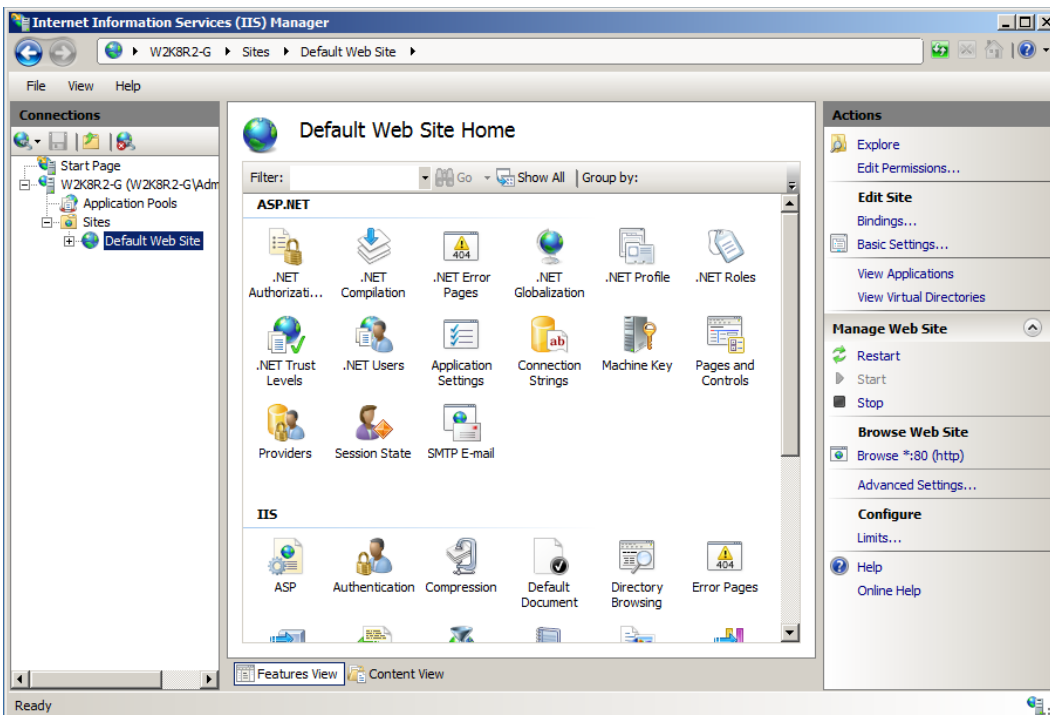 Internet Information Services (IIS) Manager
W2K8R2-G Sites Default Web Site
File View Help
Connections
Start Page
W2K8R2-G (W2K8R2-G\Adm
Application Pools
Sites
Default Web Site
Default Web Site Home
Filter: Go Show All Group by:
ASP.NET
.NET Authorizati...
.NET Compilation
.NET Error Pages
404
.NET Globalization
.NET Profile
.NET Roles
.NET Trust Levels
.NET Users
Application Settings
ab
Connection Strings
Machine Key
Pages and Controls
Providers
Session State
SMTP E-mail
IIS
ASP
Authentication
Compression
Default Document
Directory Browsing
404
Error Pages
Features View Content View
Actions
Explore
Edit Permissions...
Edit Site
Bindings...
Basic Settings...
View Applications
View Virtual Directories
Manage Web Site
Restart
Start
Stop
Browse Web Site
Browse *:80 (http)
Advanced Settings...
Configure
Limits...
Help
Online Help
Ready